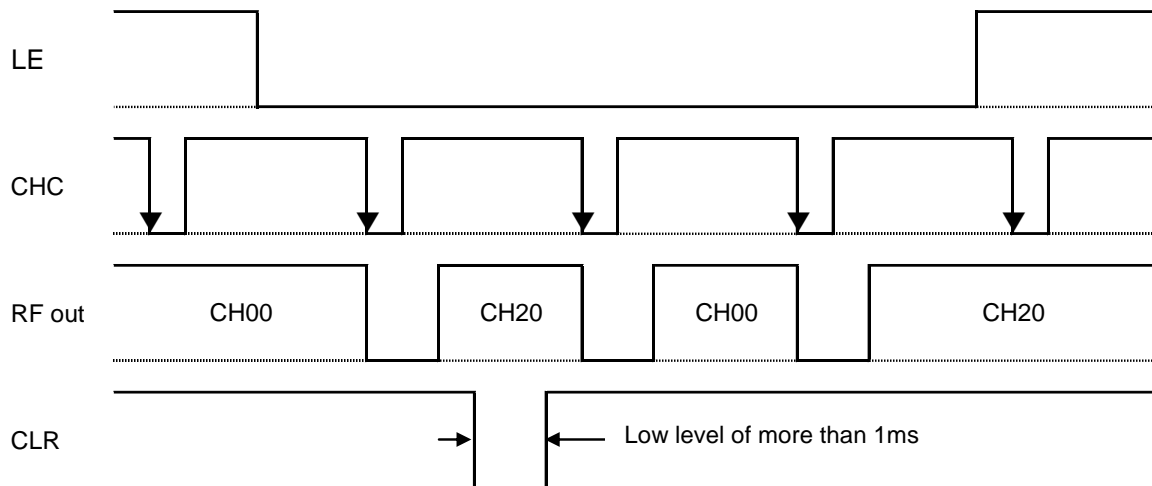 LE
CHC
RF out
CH00
CH20
CH00
CH20
CLR
Low level of more than 1ms